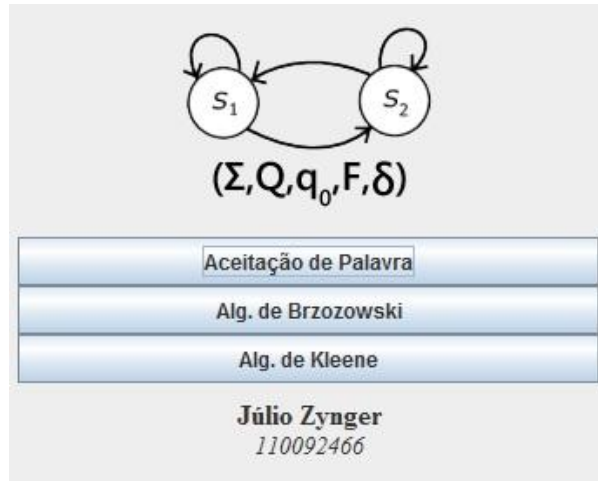 S₁ S₂
(Σ,Q,q₀,F,δ)
Aceitação de Palavra
Alg. de Brzozowski
Alg. de Kleene
Júlio Zynger
110092466